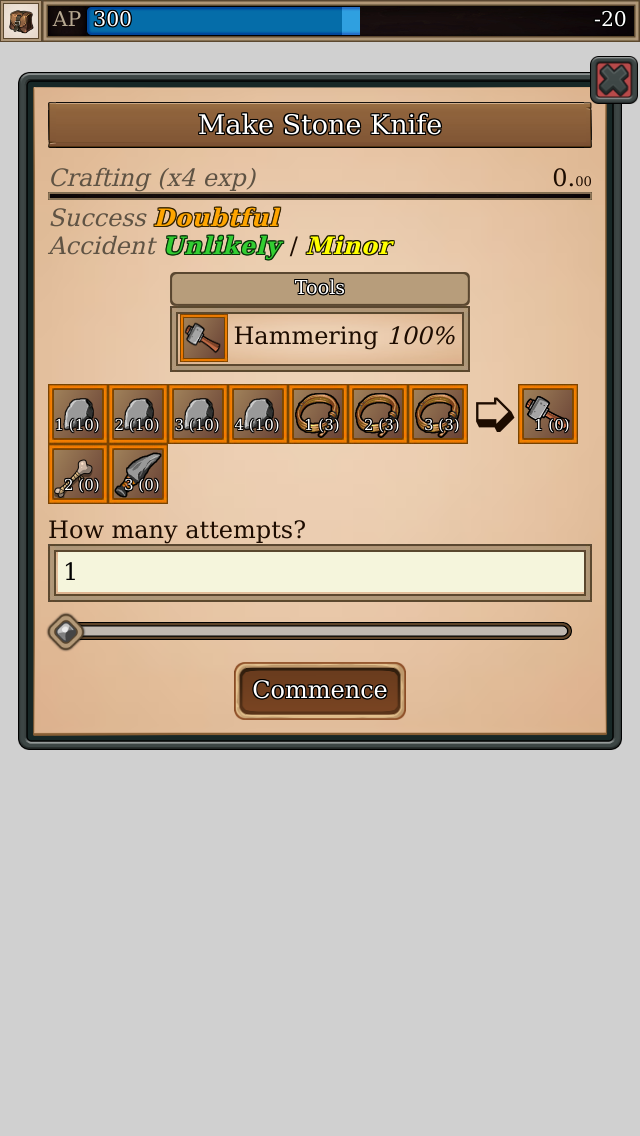 AP 300 -20
Make Stone Knife
Crafting (x4 exp) 0.00
Success Doubtful
Accident Unlikely / Minor
Tools
Hammering 100%
1 (10) 2 (10) 3 (10) 4 (10) 1 (3) 2 (3) 3 (3) 1 (0)
2 (0) 3 (0)
How many attempts?
1
Commence